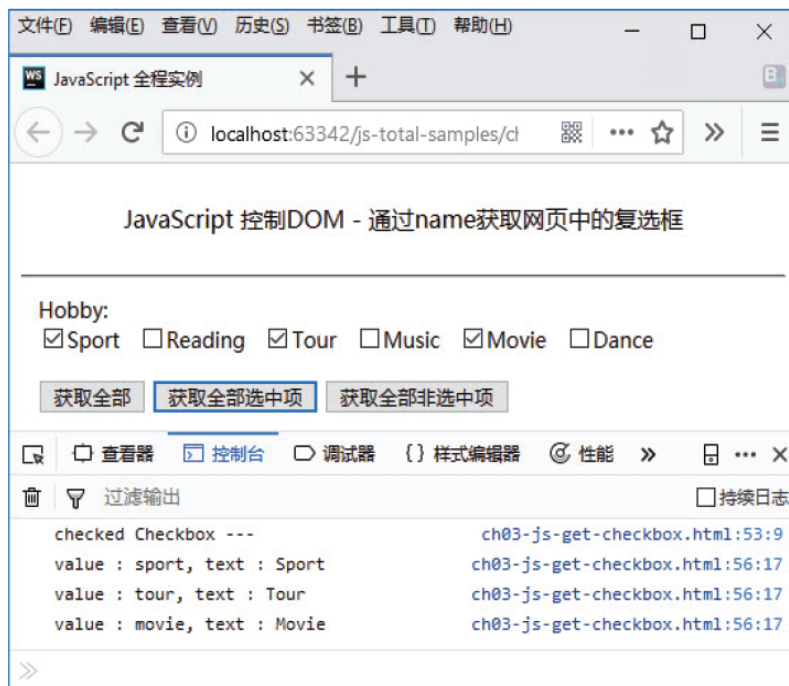 文件(F) 编辑(E) 查看(V) 历史(S) 书签(B) 工具(T) 帮助(H)
WS JavaScript 全程实例
localhost:63342/js-total-samples/ch
JavaScript 控制DOM - 通过name获取网页中的复选框
Hobby:
Sport Reading Tour Music Movie Dance
获取全部 获取全部选中项 获取全部非选中项
查看器 控制台 调试器 {} 样式编辑器 性能
过滤输出 持续日志
checked Checkbox --- ch03-js-get-checkbox.html:53:9
value : sport, text : Sport ch03-js-get-checkbox.html:56:17
value : tour, text : Tour ch03-js-get-checkbox.html:56:17
value : movie, text : Movie ch03-js-get-checkbox.html:56:17